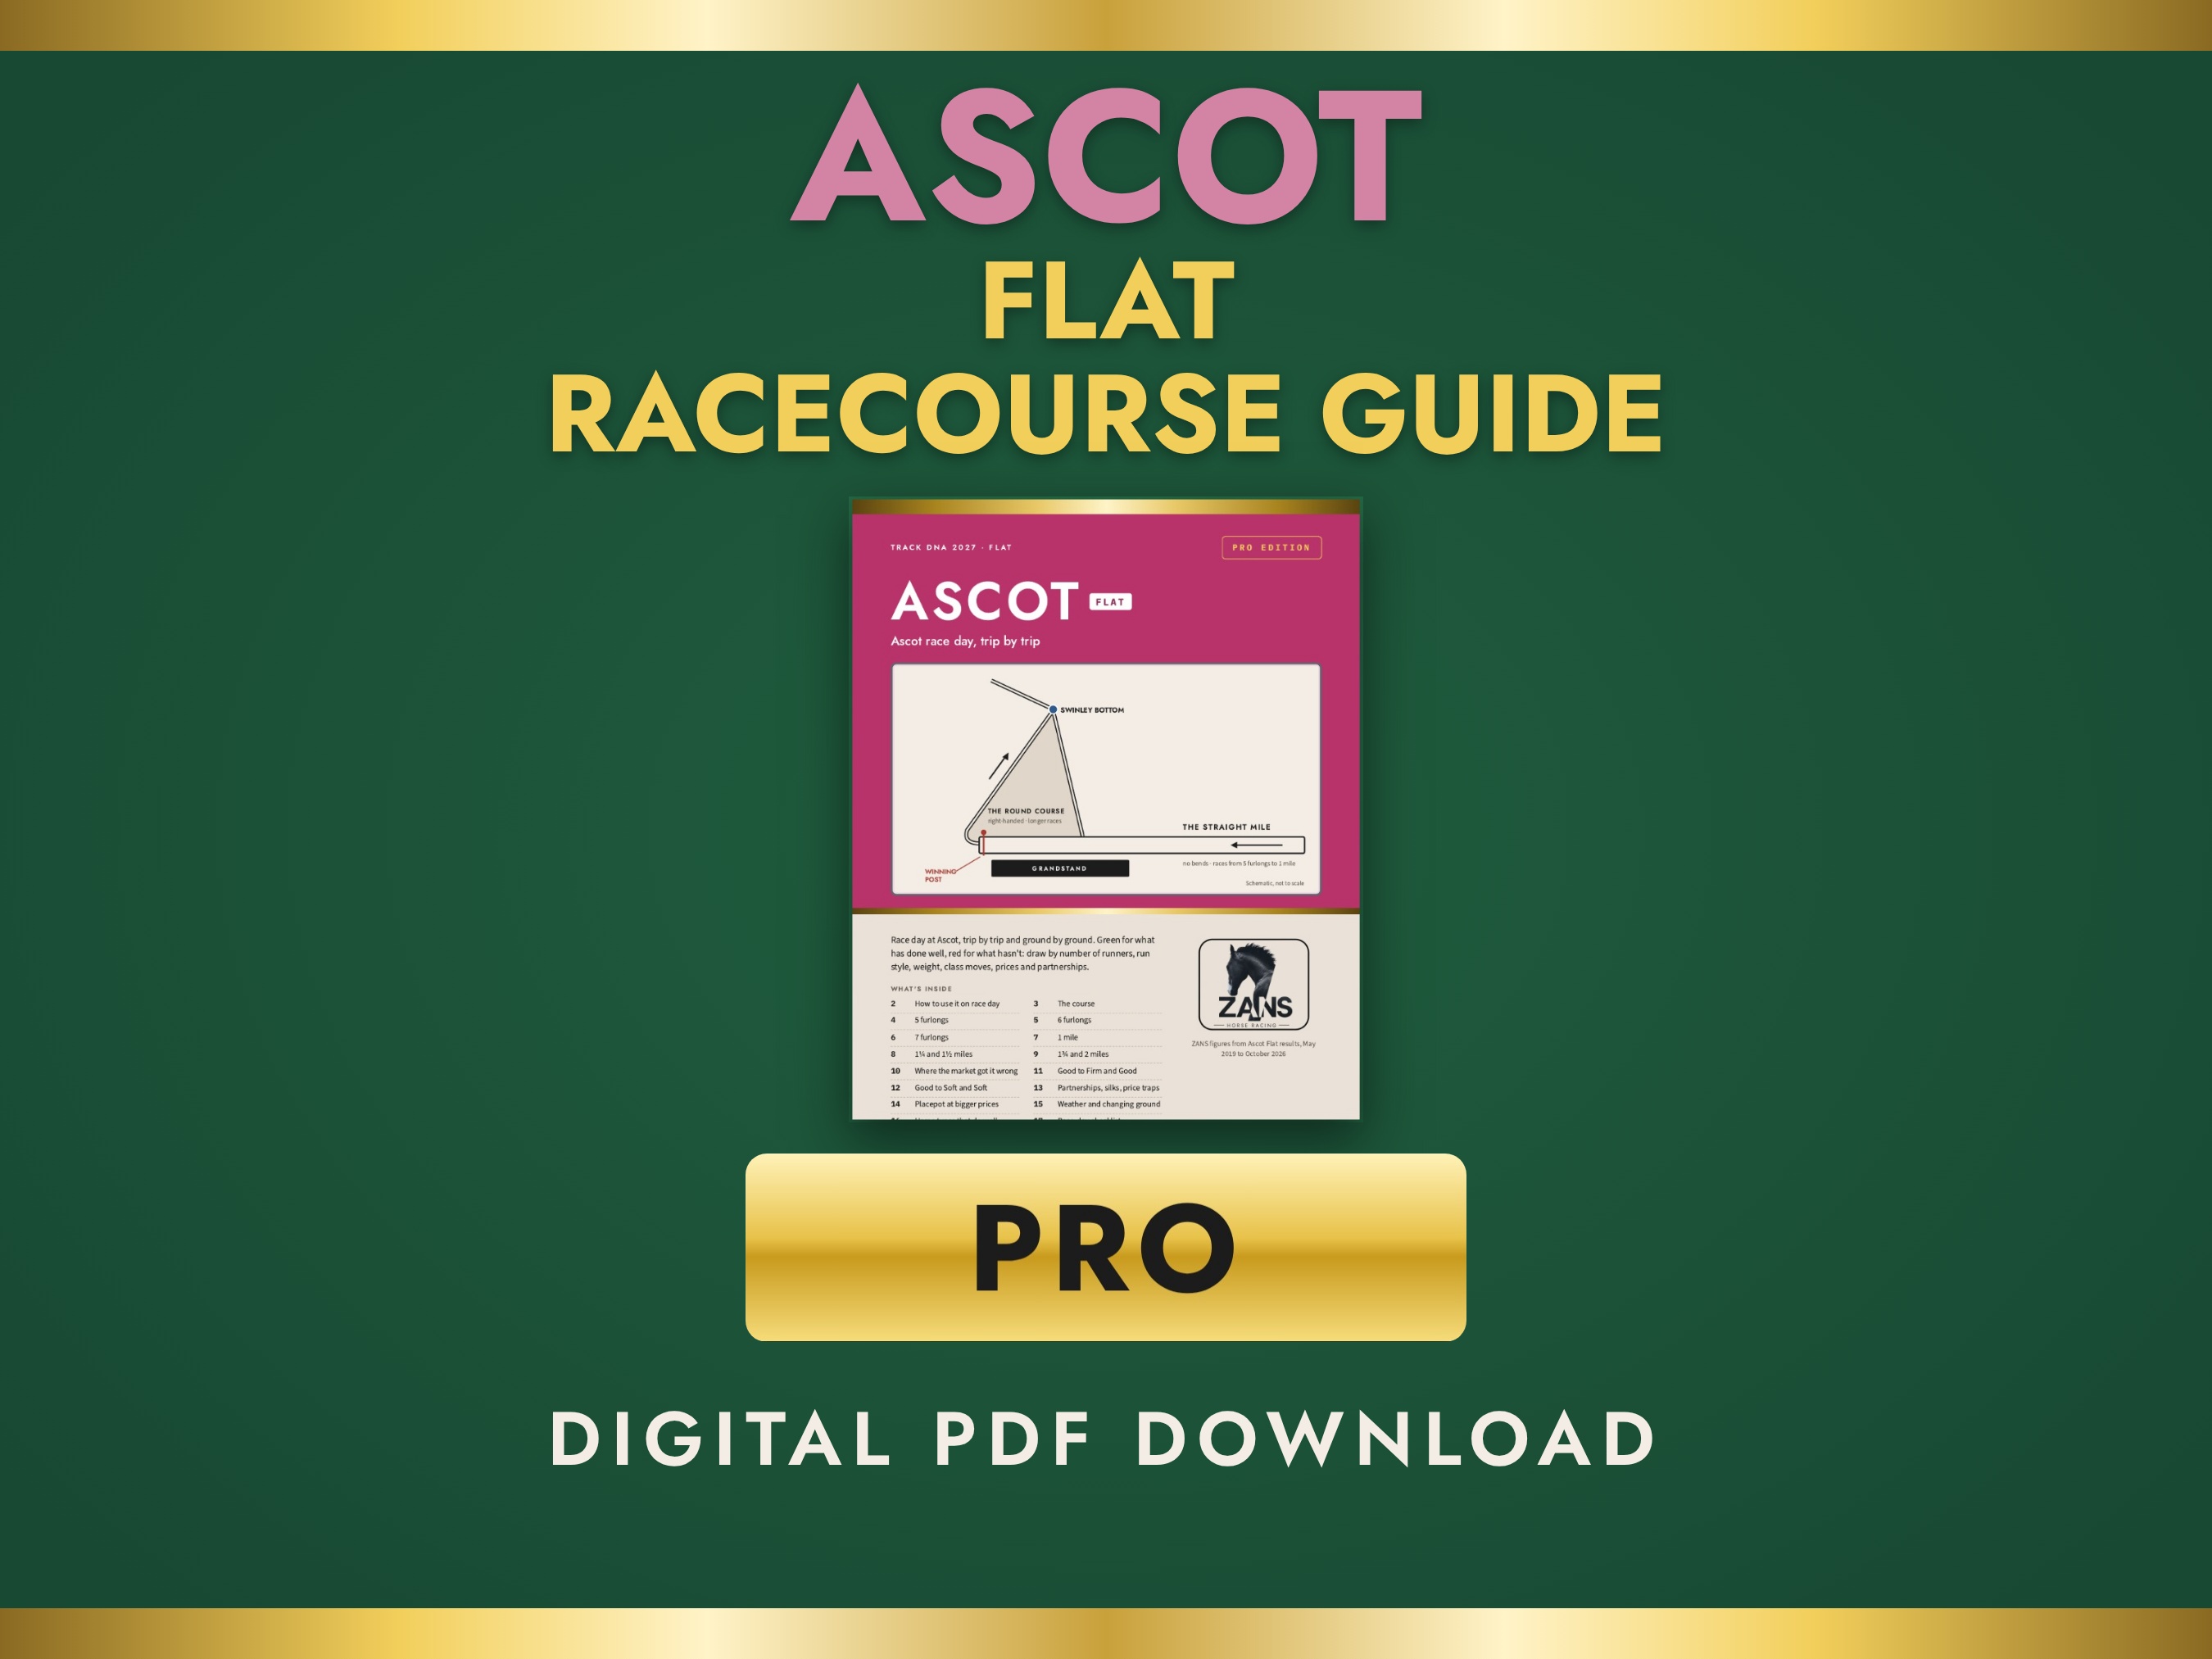 ASCOT
FLAT
RACECOURSE GUIDE
TRACK DNA 2027 · FLAT
PRO EDITION
ASCOT FLAT
Ascot race day, trip by trip
SWINLEY BOTTOM
THE ROUND COURSE
right-handed · longer races
THE STRAIGHT MILE
no bends · races from 5 furlongs to 1 mile
WINNING
POST
GRANDSTAND
Schematic, not to scale
Race day at Ascot, trip by trip and ground by ground. Green for what
has done well, red for what hasn't: draw by number of runners, run
style, weight, class moves, prices and partnerships.
WHAT'S INSIDE
2 How to use it on race day 3 The course
4 5 furlongs 5 6 furlongs
6 7 furlongs 7 1 mile
8 1¼ and 1½ miles 9 1¾ and 2 miles
10 Where the market got it wrong 11 Good to Firm and Good
12 Good to Soft and Soft 13 Partnerships, silks, price traps
14 Placepot at bigger prices 15 Weather and changing ground
ZANS
HORSE RACING
ZANS figures from Ascot Flat results, May
2019 to October 2026
PRO
DIGITAL PDF DOWNLOAD